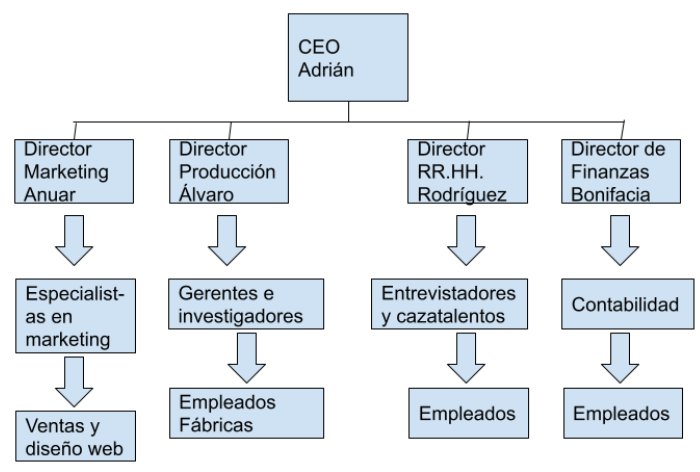 CEO
Adrián
Director
Marketing
Anuar
Director
Producción
Álvaro
Director
RR.HH.
Rodríguez
Director de
Finanzas
Bonifacia
Especialist-
as en
marketing
Gerentes e
investigadores
Entrevistadores
y cazatalentos
Contabilidad
Ventas y
diseño web
Empleados
Fábricas
Empleados
Empleados